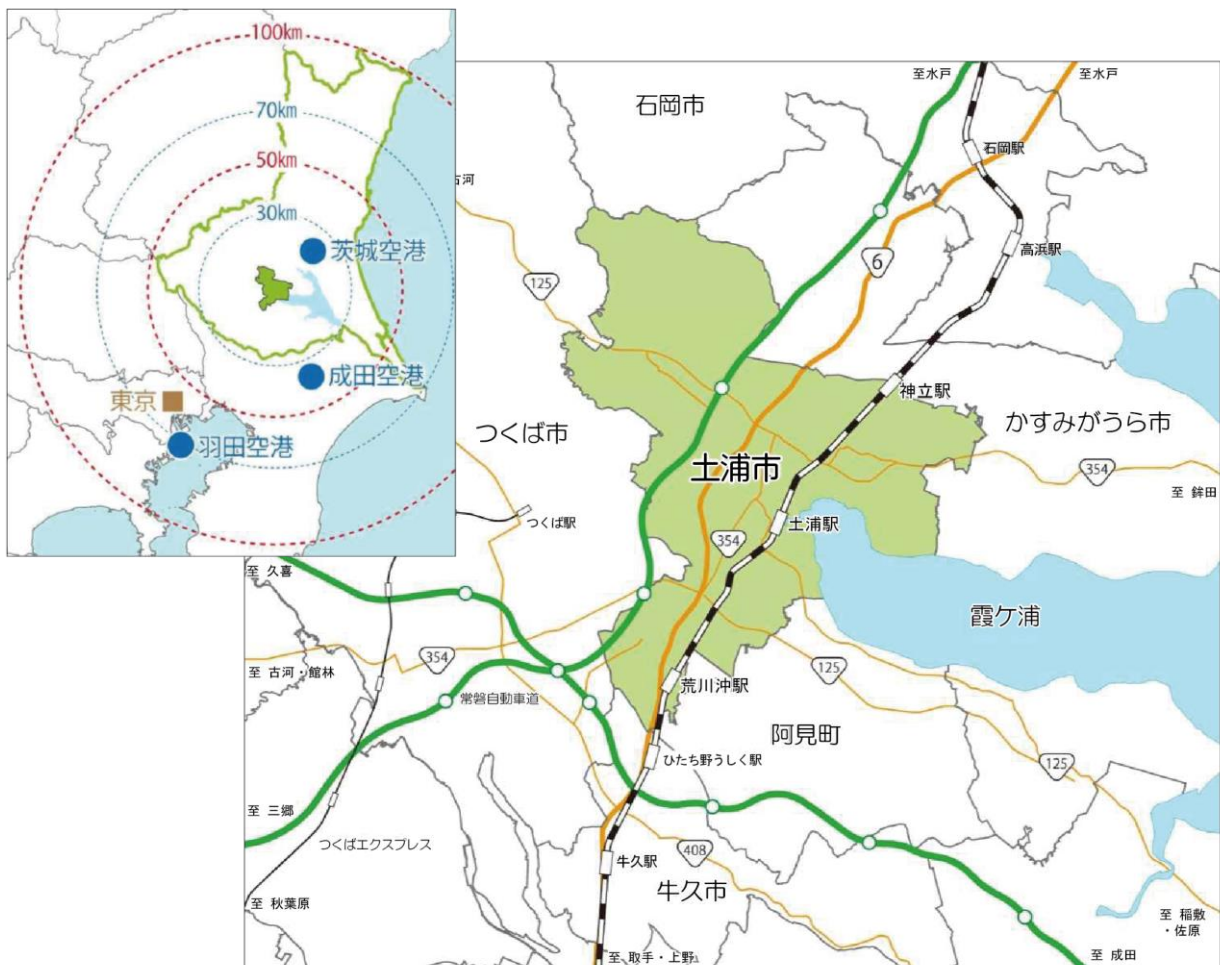 100km
70km
50km
30km
茨城空港
成田空港
東京
羽田空港
至水戸
至水戸
石岡市
石岡駅
古河
高浜駅
6
125
神立駅
つくば市
かすみがうら市
土浦市
354
至 鉾田
つくば駅
土浦駅
354
至 久喜
霞ケ浦
354
至 古河・館林
125
荒川沖駅
常磐自動車道
阿見町
ひたち野うしく駅
125
至 三郷
つくばエクスプレス
牛久駅
408
牛久市
至 秋葉原
至 稲敷
・佐原
至 取手・上野
至 成田